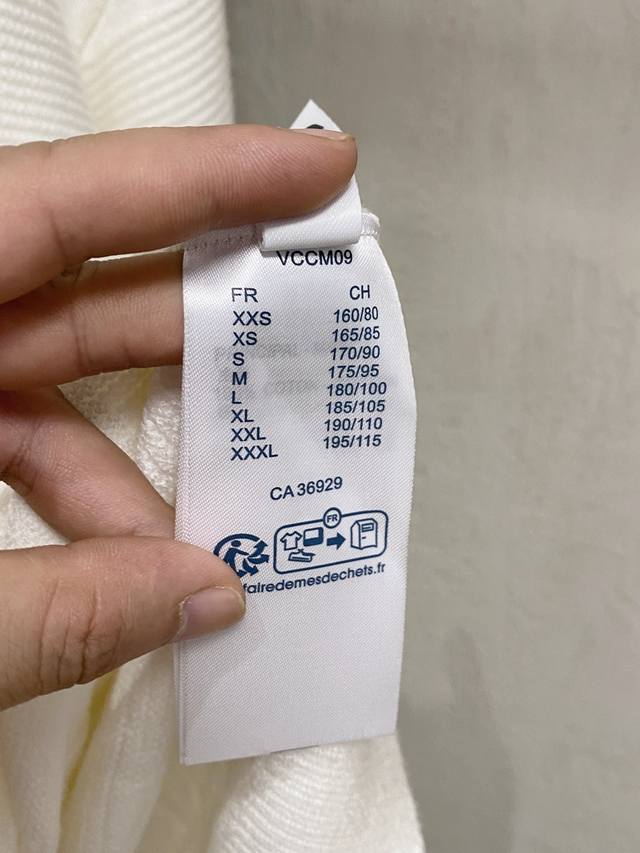 VCCM09
FR CH
XXS 160/80
XS 165/85
S 170/90
M 175/95
L 180/100
XL 185/105
XXL 190/110
XXXL 195/115
CA 36929
FR
fairedemesdechets.fr